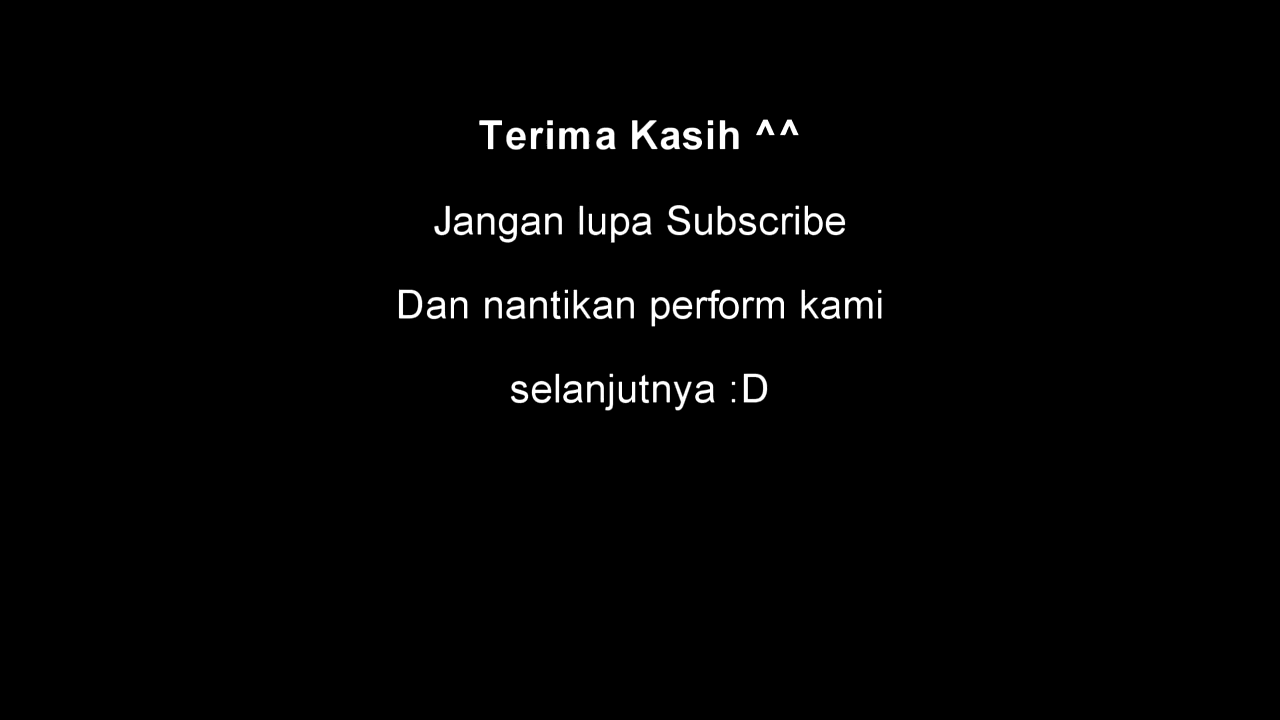 Terima Kasih ^^
Jangan lupa Subscribe
Dan nantikan perform kami
selanjutnya :D